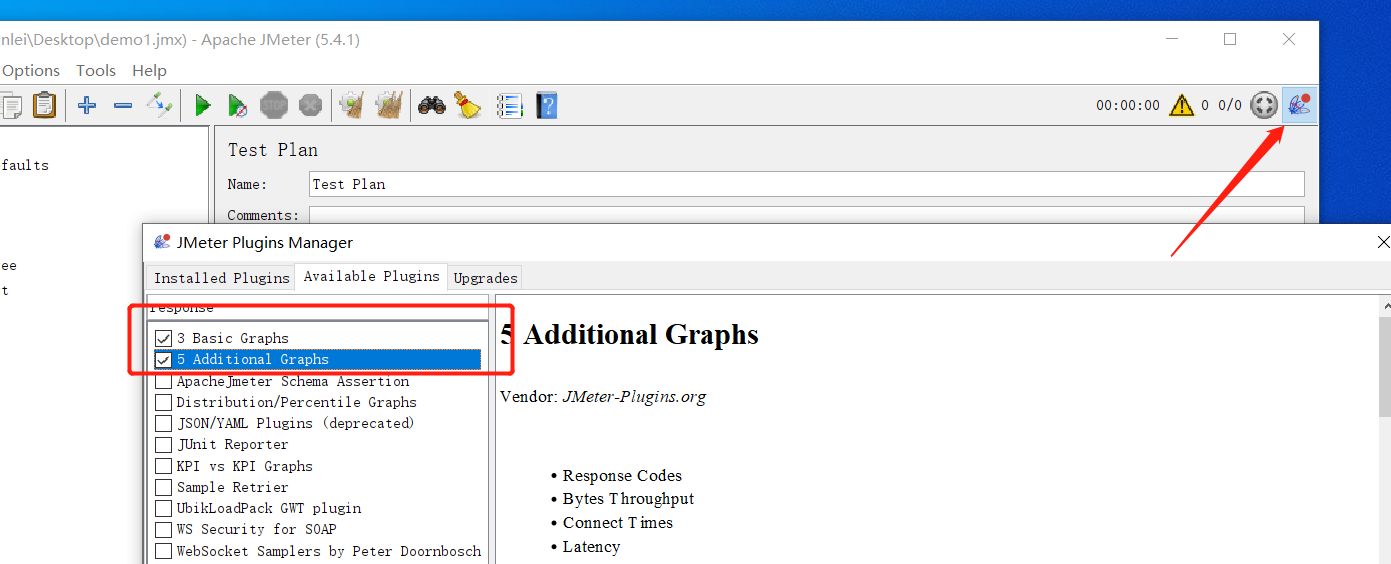 nlei\Desktop\demo1.jmx) - Apache JMeter (5.4.1)
Options Tools Help
STOP
00:00:00 0 0/0
faults
ee
t
Test Plan
Name: Test Plan
Comments:
JMeter Plugins Manager
Installed Plugins Available Plugins Upgrades
response
3 Basic Graphs
5 Additional Graphs
ApacheJmeter Schema Assertion
Distribution/Percentile Graphs
JSON/YAML Plugins (deprecated)
JUnit Reporter
KPI vs KPI Graphs
Sample Retrier
UbikLoadPack GWT plugin
WS Security for SOAP
WebSocket Samplers by Peter Doornbosch
5 Additional Graphs
Vendor: JMeter-Plugins.org
• Response Codes
• Bytes Throughput
• Connect Times
• Latency